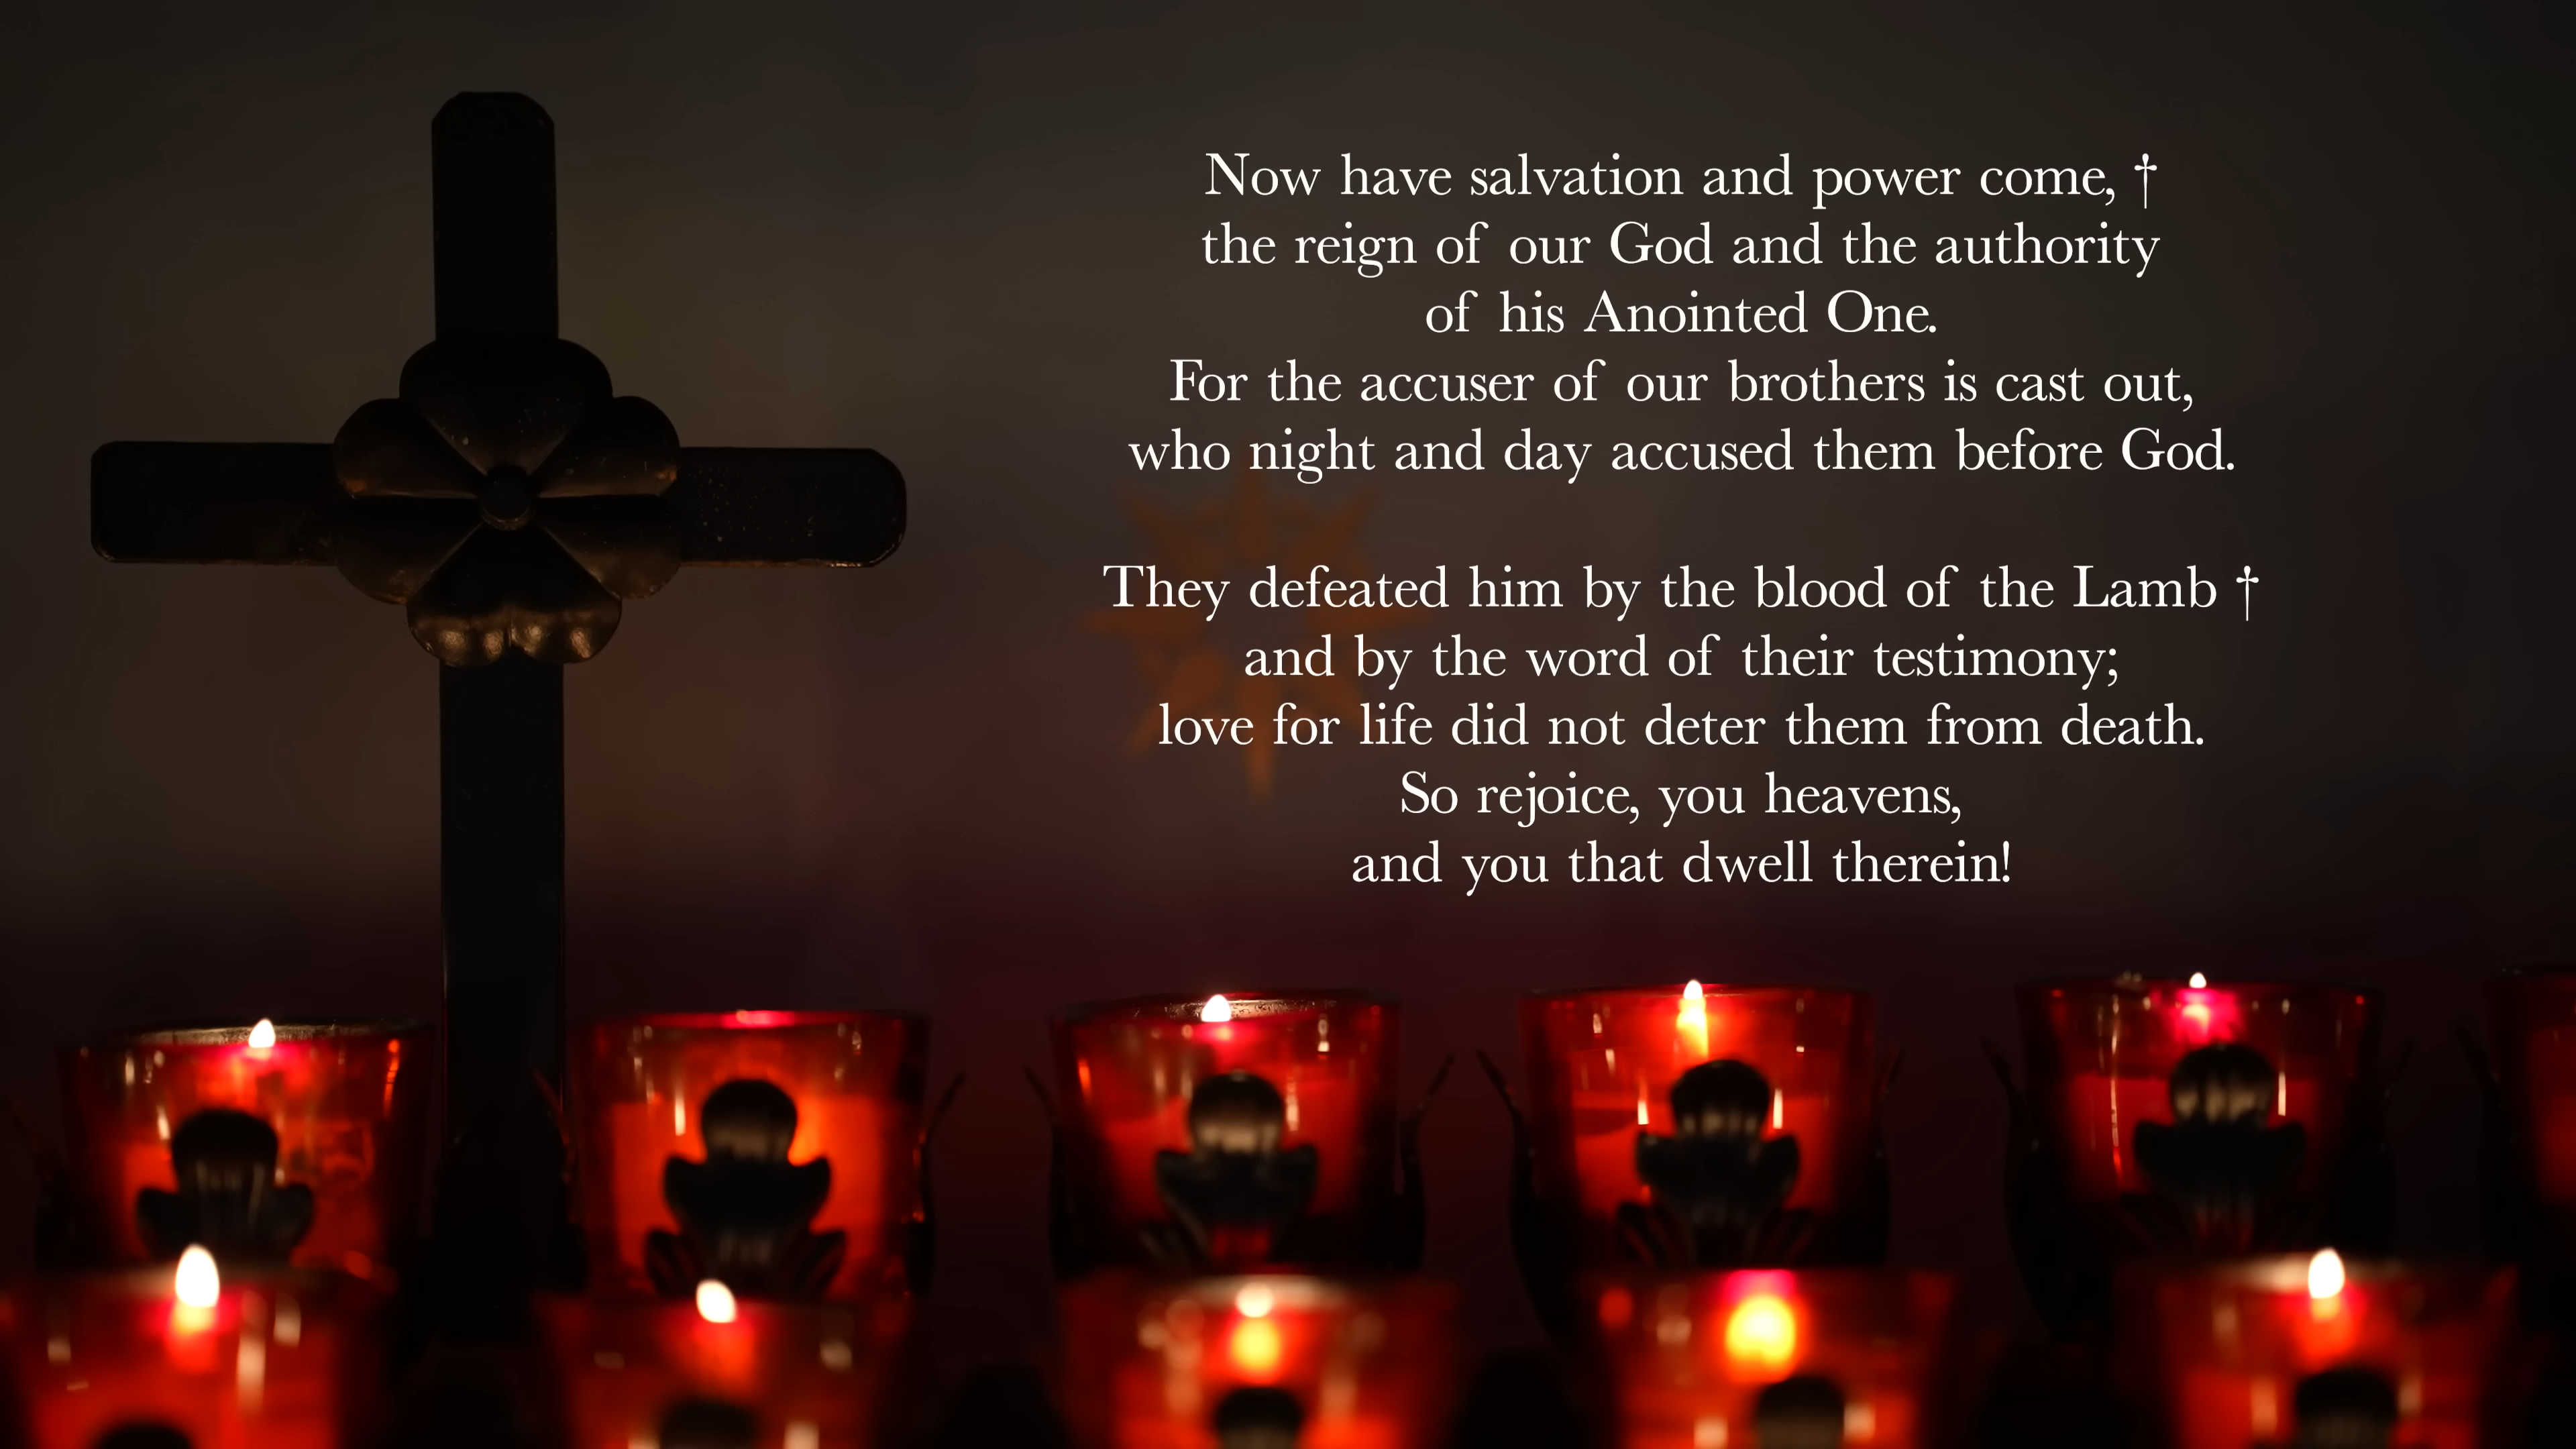 Now have salvation and power come, †
the reign of our God and the authority
of his Anointed One.
For the accuser of our brothers is cast out,
who night and day accused them before God.
They defeated him by the blood of the Lamb †
and by the word of their testimony;
love for life did not deter them from death.
So rejoice, you heavens,
and you that dwell therein!